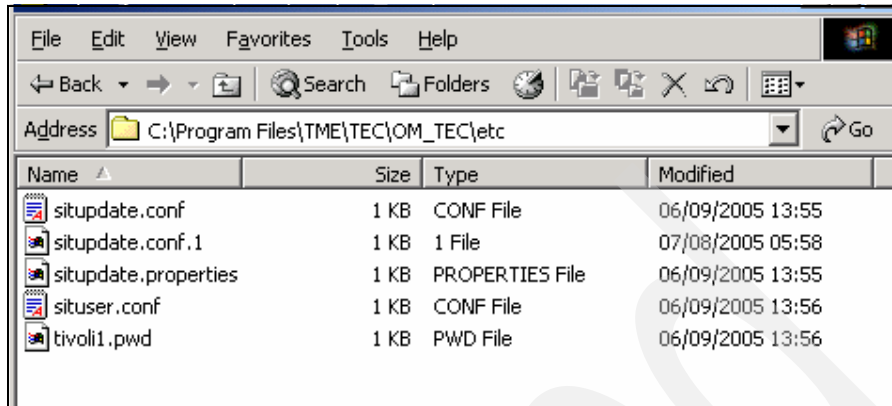 File Edit View Favorites Tools Help
Back Search Folders
Address C:\Program Files\TME\TEC\OM_TEC\etc Go
Name Size Type Modified
situpdate.conf 1 KB CONF File 06/09/2005 13:55
situpdate.conf.1 1 KB 1 File 07/08/2005 05:58
situpdate.properties 1 KB PROPERTIES File 06/09/2005 13:55
situser.conf 1 KB CONF File 06/09/2005 13:56
tivoli1.pwd 1 KB PWD File 06/09/2005 13:56